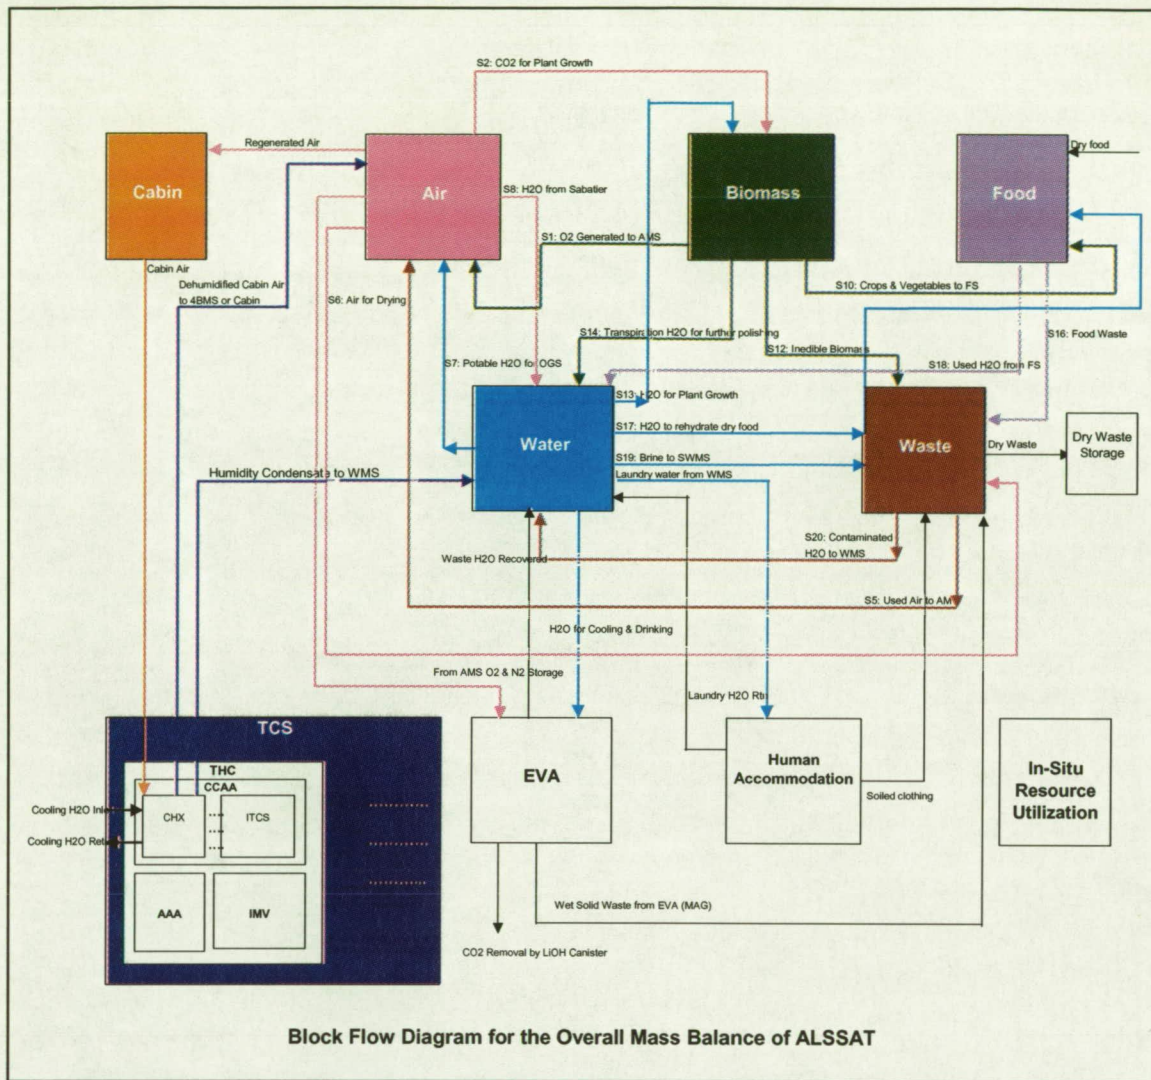 S2: CO2 for Plant Growth
Regenerated Air
Dry food
Cabin
Air
Biomass
Food
S8: H2O from Sabatier
S1: O2 Generated to AMS
Cabin Air
Dehumidified Cabin Air
to 4BMS or Cabin
S6: Air for Drying
S10: Crops & Vegetables to FS
S14: Transpiration H2O for further polishing
S16: Food Waste
S12: Inedible Biomass
S7: Potable H2O for OGS
S18: Used H2O from FS
S13: H2O for Plant Growth
S17: H2O to rehydrate dry food
Water
Waste
Dry Waste
Dry Waste
Storage
S19: Brine to SWMS
Humidity Condensate to WMS
Laundry water from WMS
S20: Contaminated
H2O to WMS
Waste H2O Recovered
S5: Used Air to AM
H2O for Cooling & Drinking
From AMS O2 & N2 Storage
Laundry H2O Rtn
TCS
THC
CCAA
EVA
Human
Accommodation
In-Situ
Resource
Utilization
Soiled clothing
Cooling H2O Inle
CHX
ITCS
Cooling H2O Ret
AAA
IMV
Wet Solid Waste from EVA (MAG)
CO2 Removal by LiOH Canister
Block Flow Diagram for the Overall Mass Balance of ALSSAT